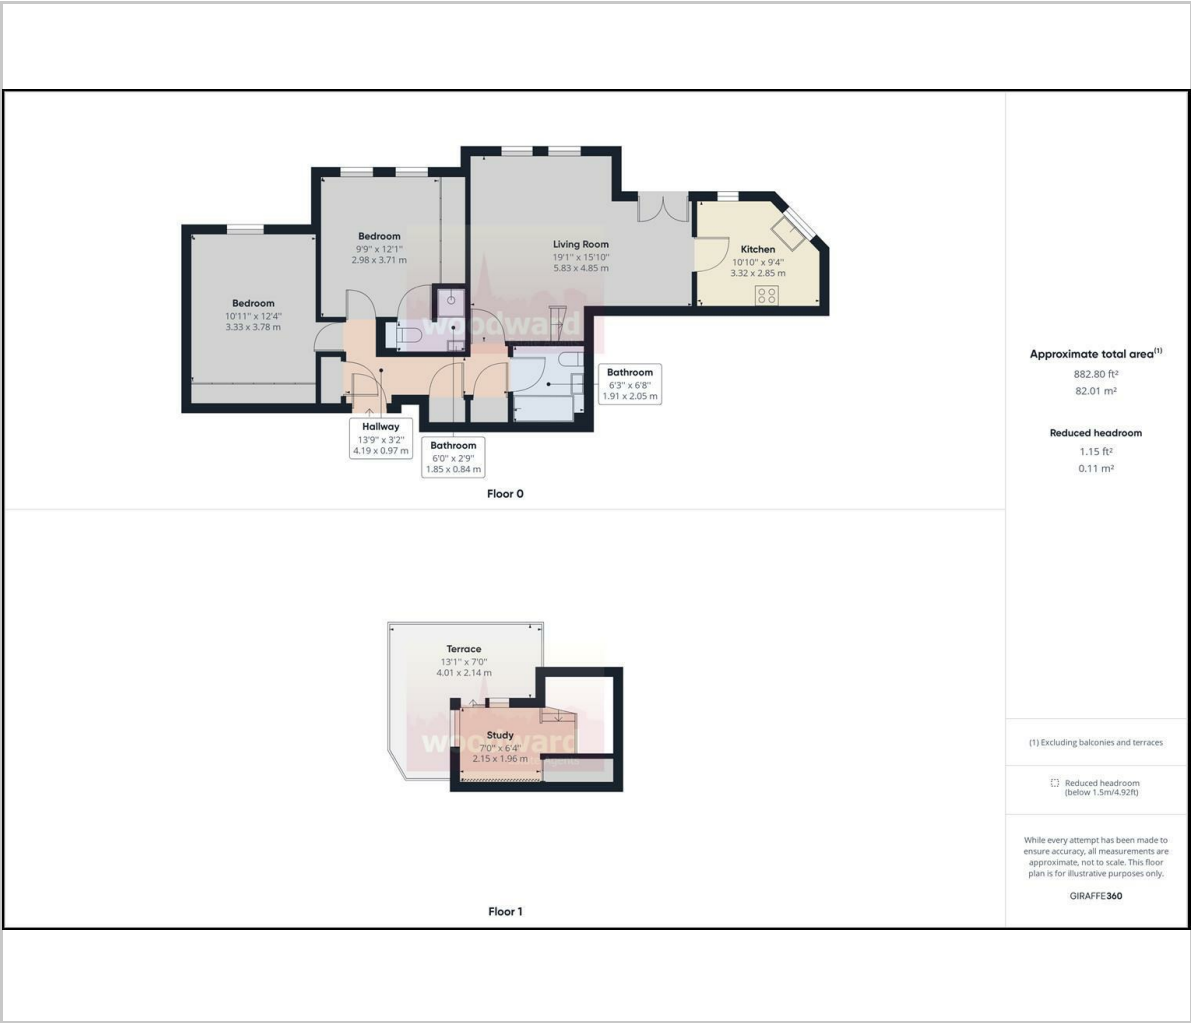 Bedroom
9'9" x 12'1"
2.98 x 3.71 m
Living Room
19'1" x 15'10"
5.83 x 4.85 m
Kitchen
10'10" x 9'4"
3.32 x 2.85 m
Bedroom
10'11" x 12'4"
3.33 x 3.78 m
woodward
Bathroom
6'3" x 6'8"
1.91 x 2.05 m
Hallway
13'9" x 3'2"
4.19 x 0.97 m
Bathroom
6'0" x 2'9"
1.85 x 0.84 m
Floor 0
Terrace
13'1" x 7'0"
4.01 x 2.14 m
Study
7'0" x 6'4"
2.15 x 1.96 m
woodward
Floor 1
Approximate total area(1)
882.80 ft²
82.01 m²
Reduced headroom
1.15 ft²
0.11 m²
(1) Excluding balconies and terraces
Reduced headroom
(below 1.5m/4.92ft)
While every attempt has been made to
ensure accuracy, all measurements are
approximate, not to scale. This floor
plan is for illustrative purposes only.
GIRAFFE360